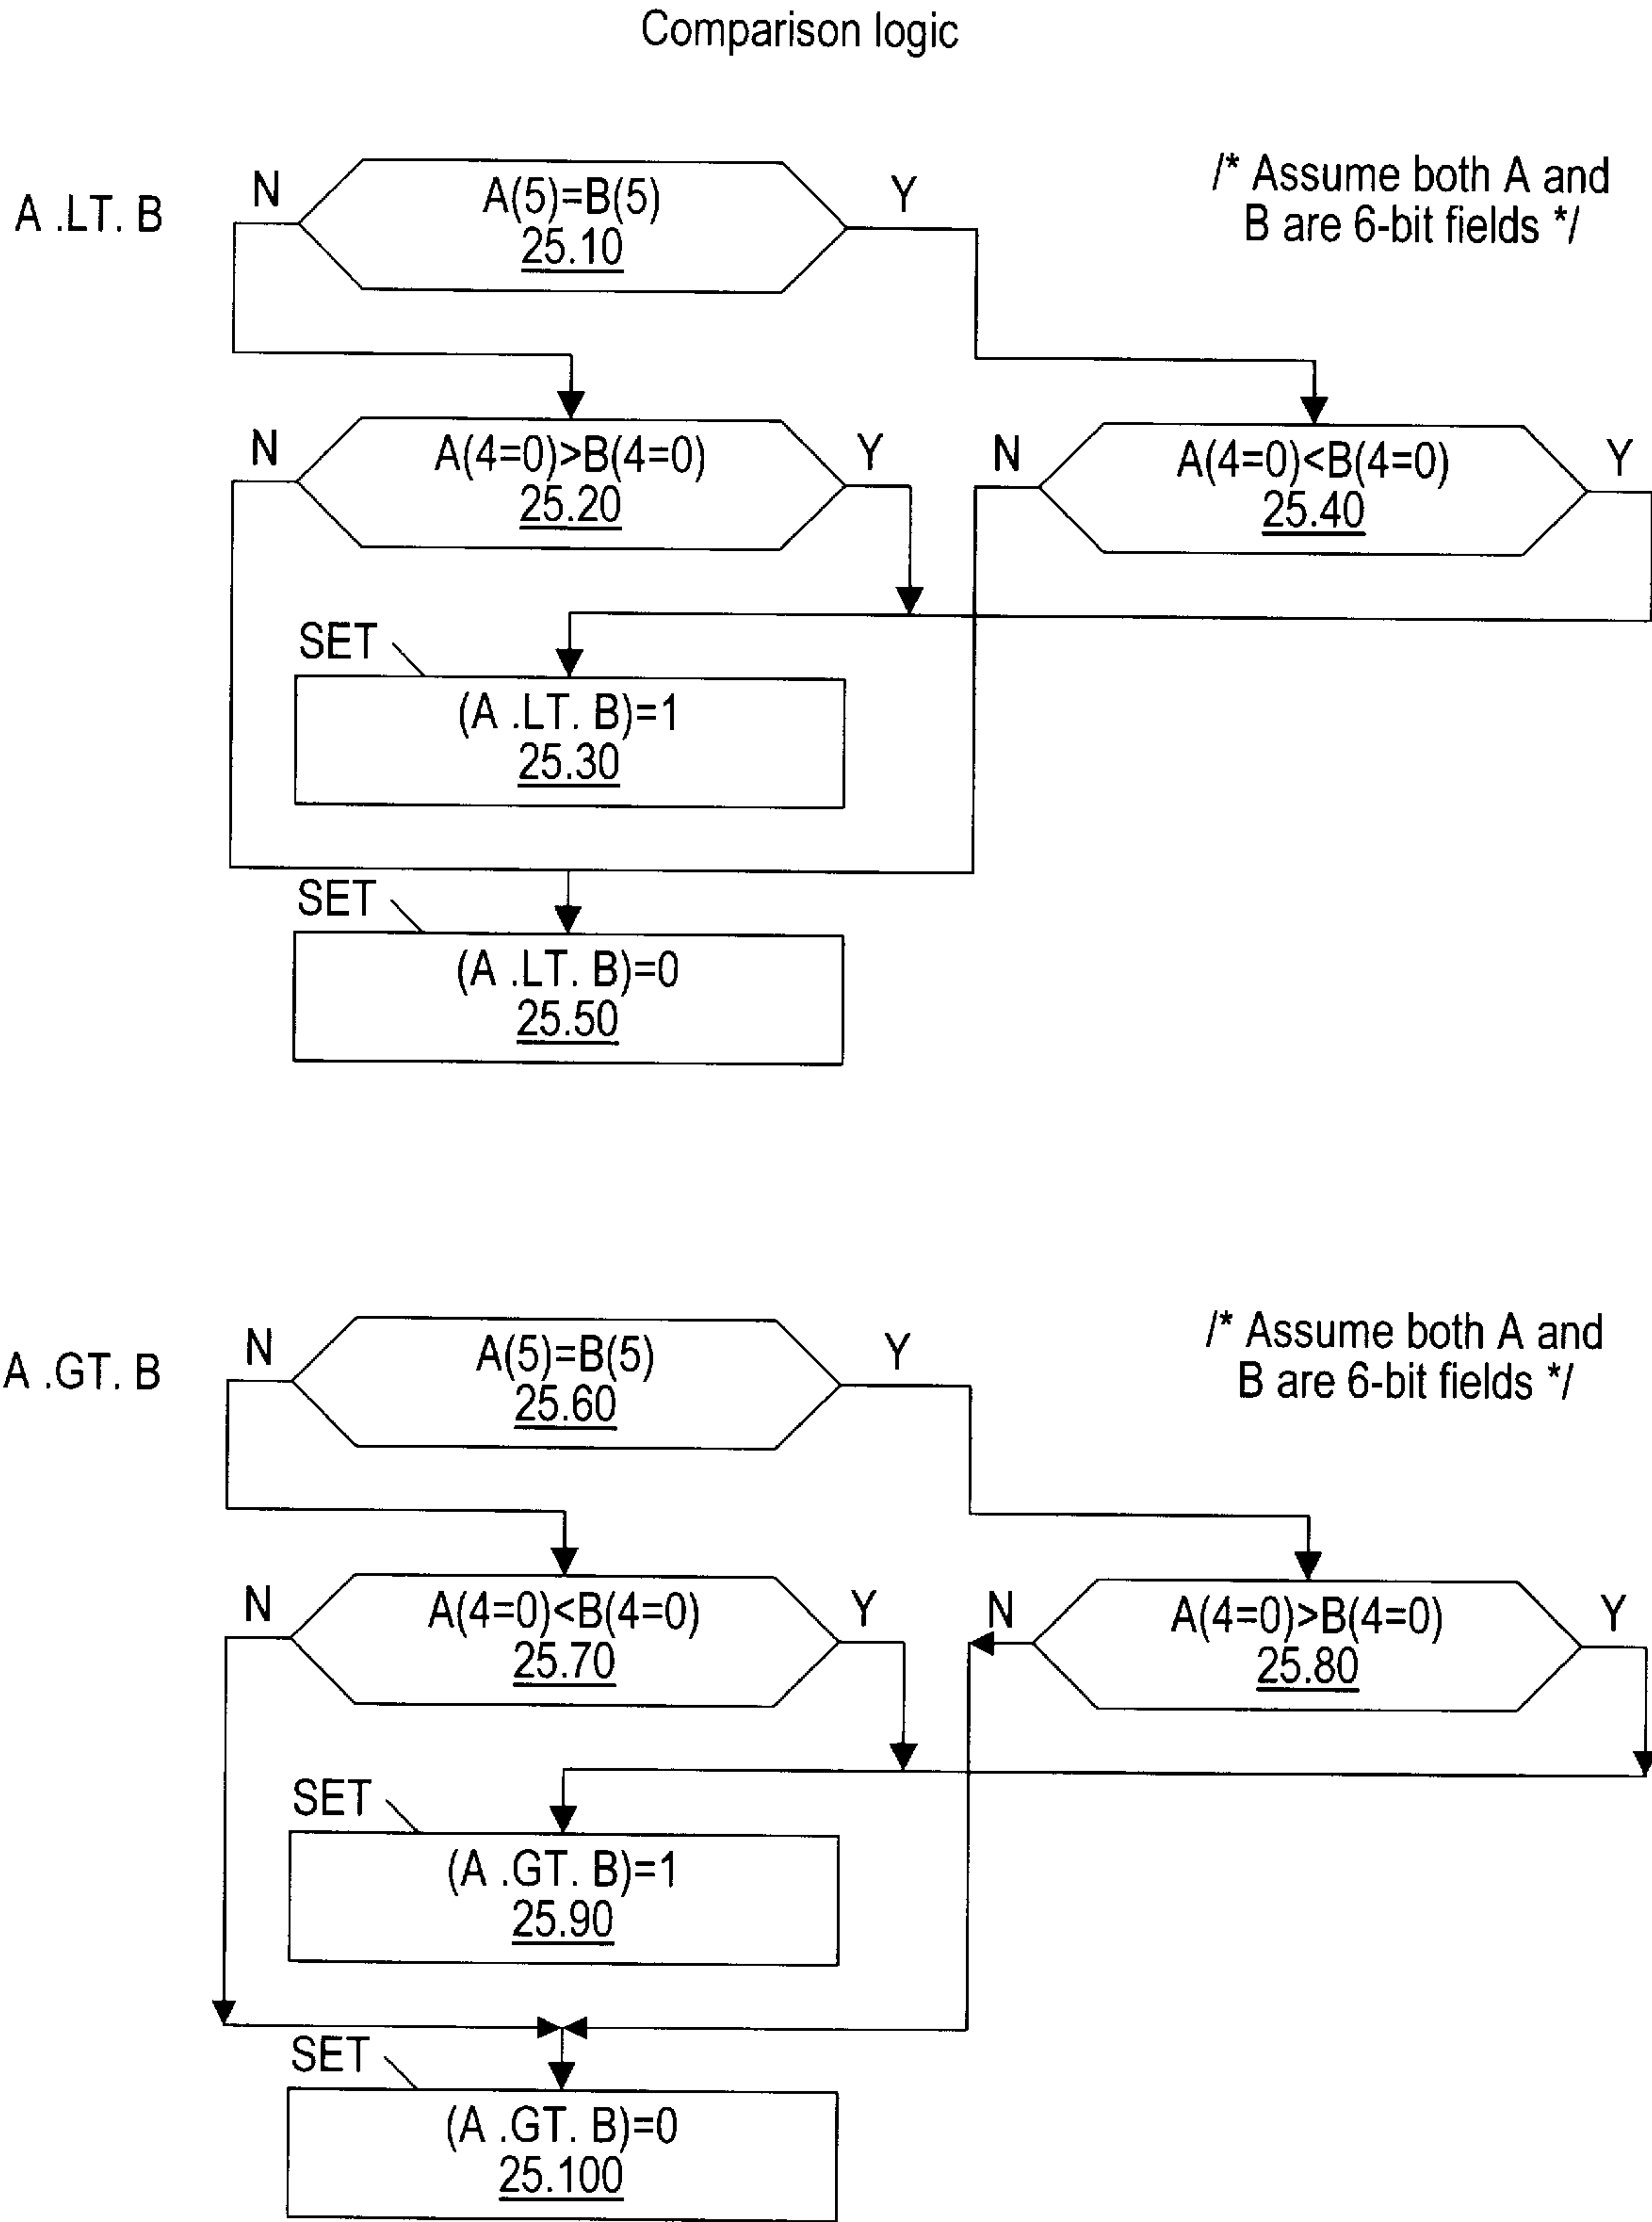 Comparison logic
A .LT. B
N
A(5)=B(5)
25.10
Y
/* Assume both A and
B are 6-bit fields */
N
A(4=0)>B(4=0)
25.20
Y
N
A(4=0)<B(4=0)
25.40
Y
SET
(A .LT. B)=1
25.30
SET
(A .LT. B)=0
25.50
A .GT. B
N
A(5)=B(5)
25.60
Y
/* Assume both A and
B are 6-bit fields */
N
A(4=0)<B(4=0)
25.70
Y
N
A(4=0)>B(4=0)
25.80
Y
SET
(A .GT. B)=1
25.90
SET
(A .GT. B)=0
25.100